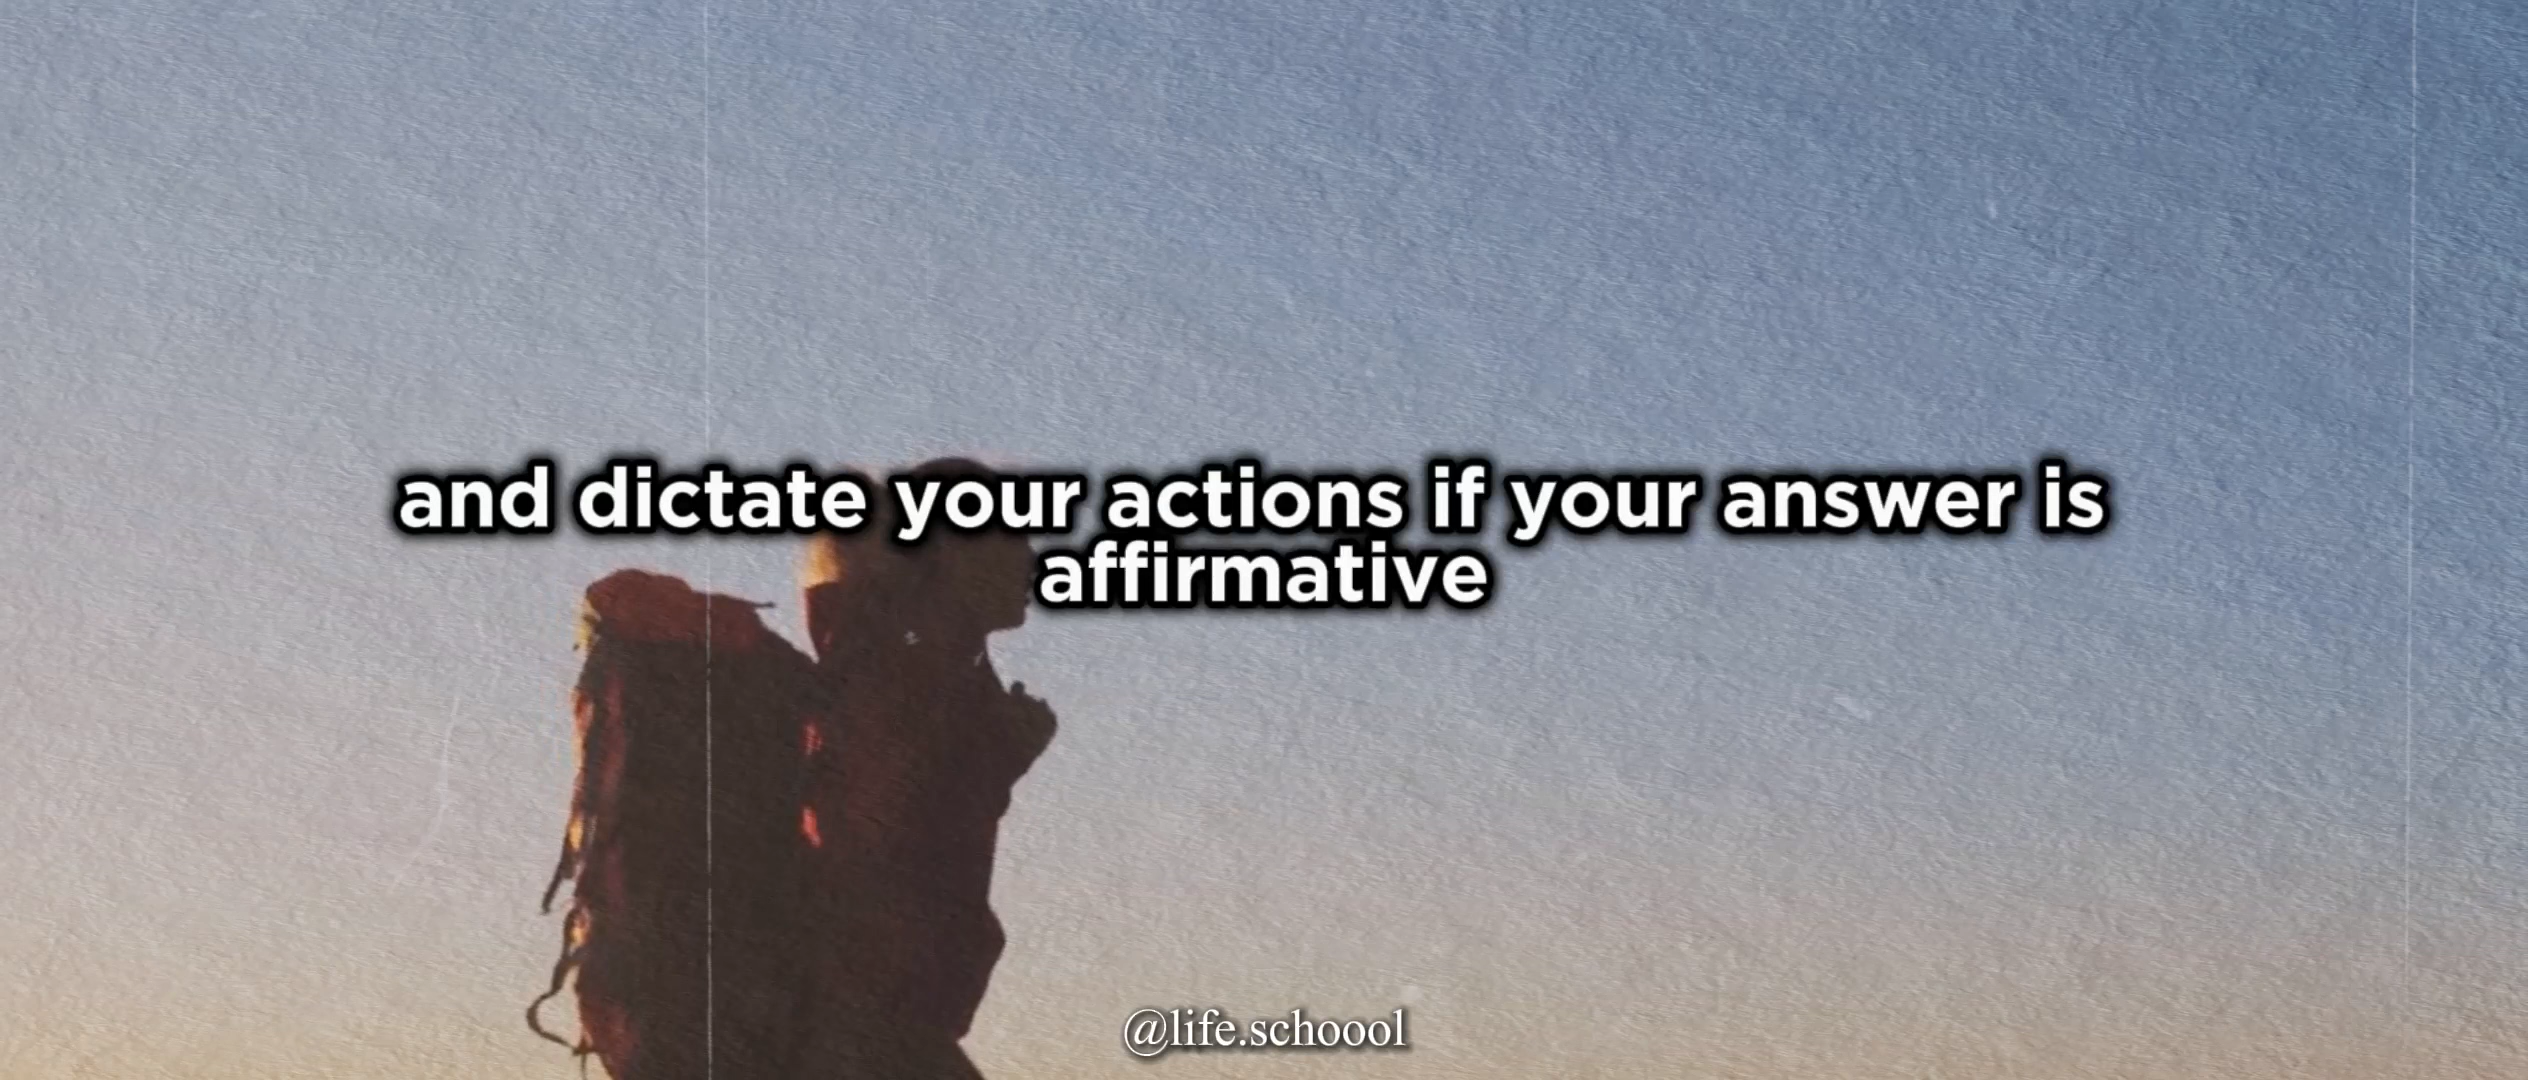 and dictate your actions if your answer is
affirmative
@life.schoool